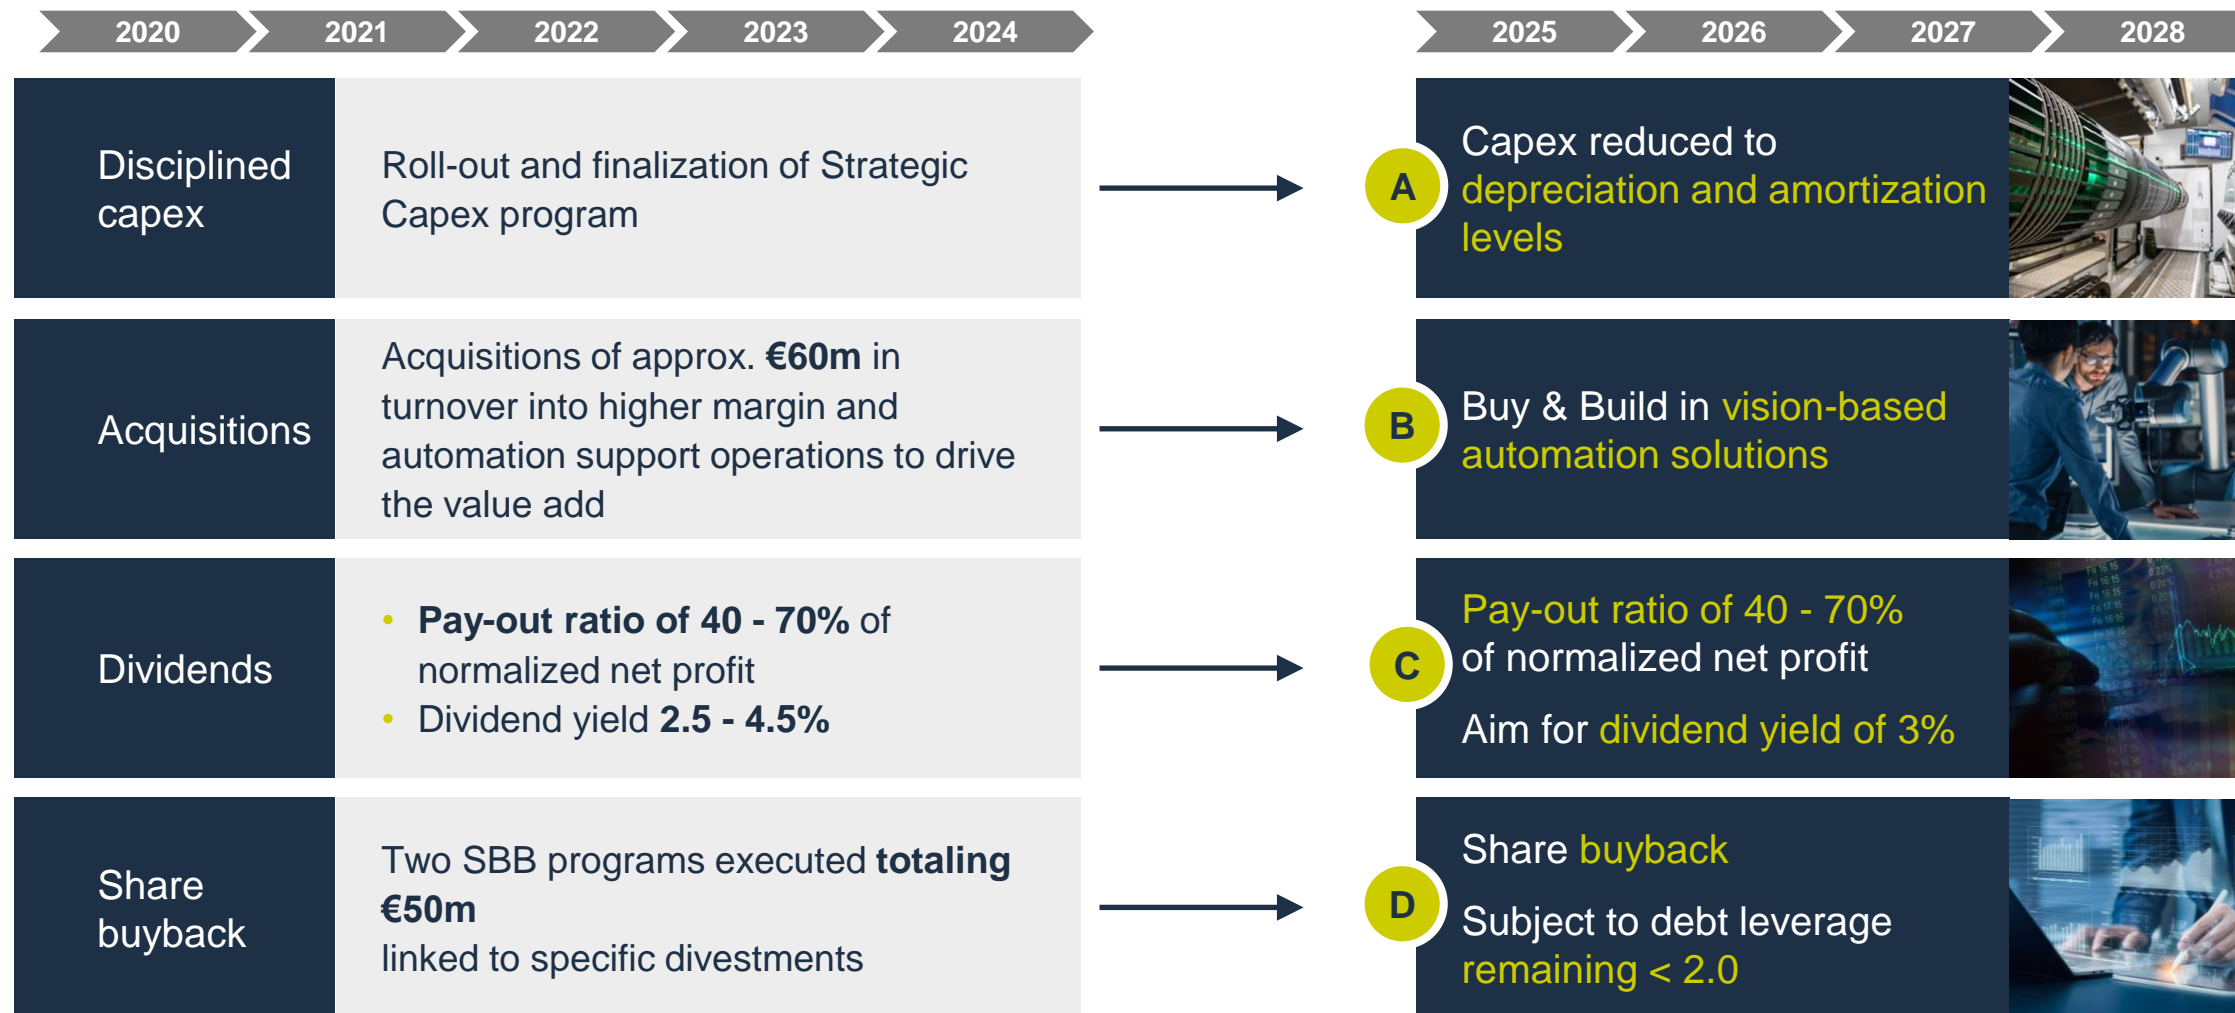 2020 2021 2022 2023 2024 2025 2026 2027 2028
Disciplined
capex
Roll-out and finalization of Strategic
Capex program
A
Capex reduced to
depreciation and amortization
levels
Acquisitions
Acquisitions of approx. €60m in
turnover into higher margin and
automation support operations to drive
the value add
B
Buy & Build in vision-based
automation solutions
Dividends
• Pay-out ratio of 40 - 70% of
normalized net profit
• Dividend yield 2.5 - 4.5%
C
Pay-out ratio of 40 - 70%
of normalized net profit
Aim for dividend yield of 3%
Share
buyback
Two SBB programs executed totaling
€50m
linked to specific divestments
D
Share buyback
Subject to debt leverage
remaining < 2.0